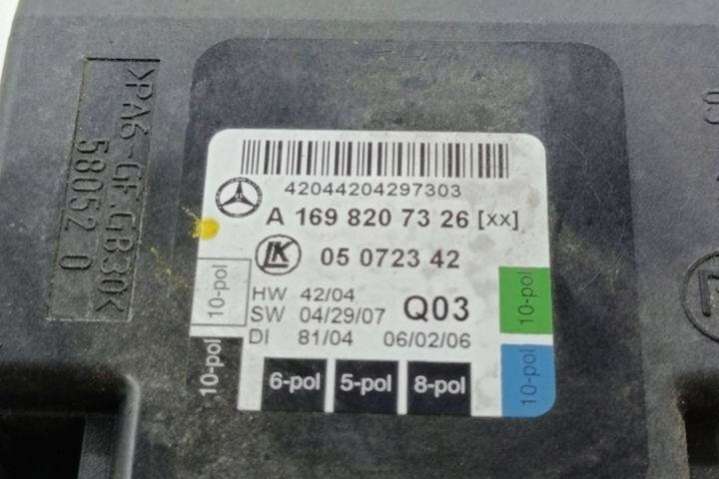 >PA6-GF.GB30<
58052 0
42044204297303
A 169 820 73 26 [xx]
LK
05 0723 42
HW 42/04
SW 04/29/07
Q03
DI 81/04 06/02/06
10-pol
10-pol
6-pol
5-pol
8-pol
10-pol
10-pol